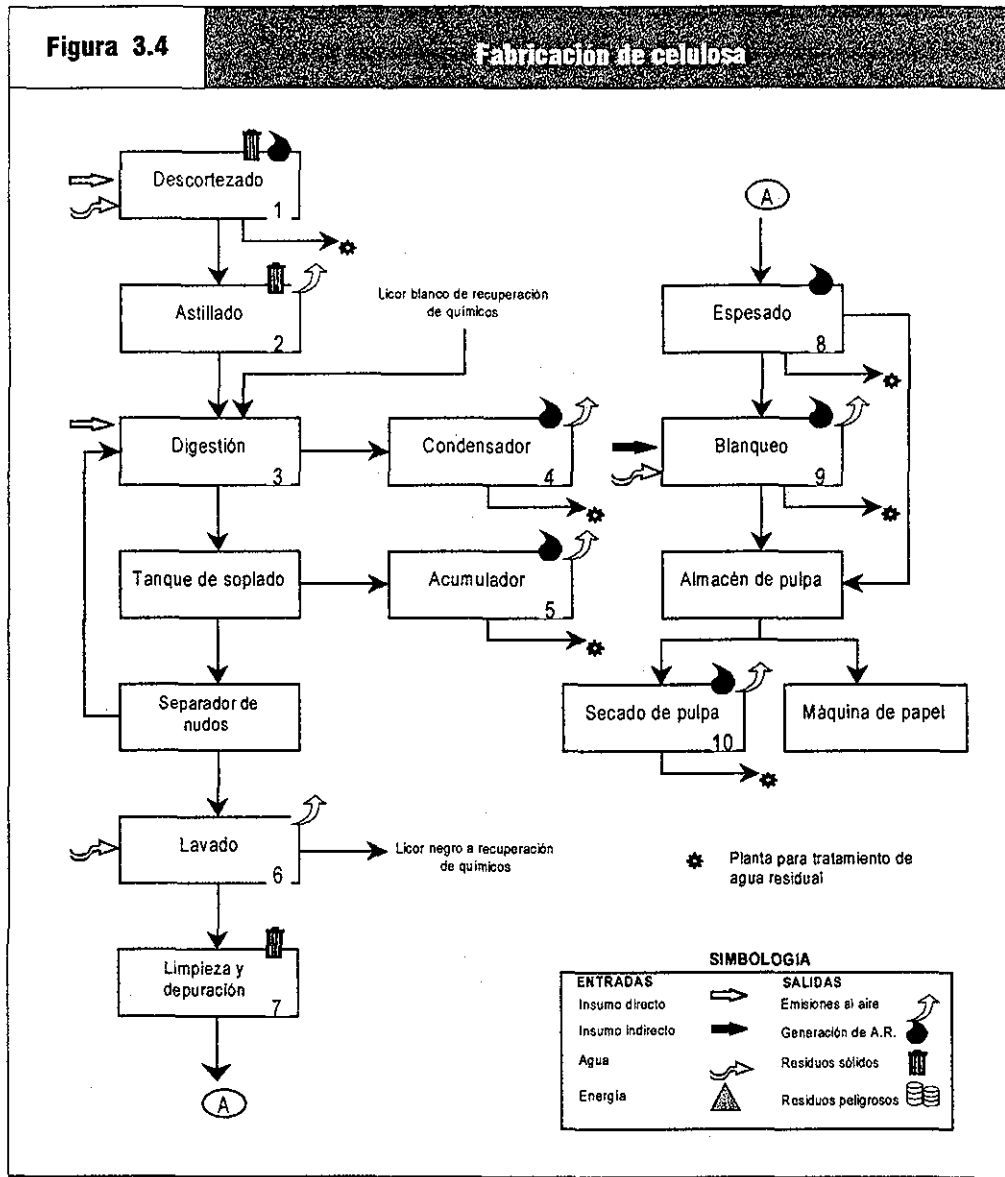 Figura 3.4
Fabricación de celulosa
Descortezado
1
Astillado
2
Licor blanco de recuperación
de químicos
Digestión
3
Condensador
4
Tanque de soplado
Acumulador
5
Separador de
nudos
Lavado
6
Licor negro a recuperación
de químicos
Limpieza y
depuración
7
A
A
Espesado
8
Blanqueo
9
Almacén de pulpa
Secado de pulpa
10
Máquina de papel
Planta para tratamiento de
agua residual
SIMBOLOGIA
ENTRADAS
SALIDAS
Insumo directo
Emisiones al aire
Insumo indirecto
Generación de A.R.
Agua
Residuos sólidos
Energía
Residuos peligrosos